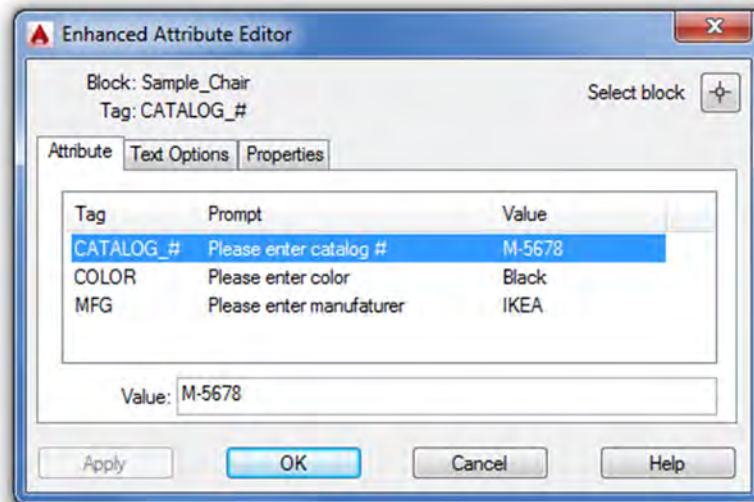 Enhanced Attribute Editor
Block: Sample_Chair
Select block
Tag: CATALOG_#
Attribute Text Options Properties
Tag Prompt Value
CATALOG_# Please enter catalog # M-5678
COLOR Please enter color Black
MFG Please enter manufaturer IKEA
Value: M-5678
Apply OK Cancel Help